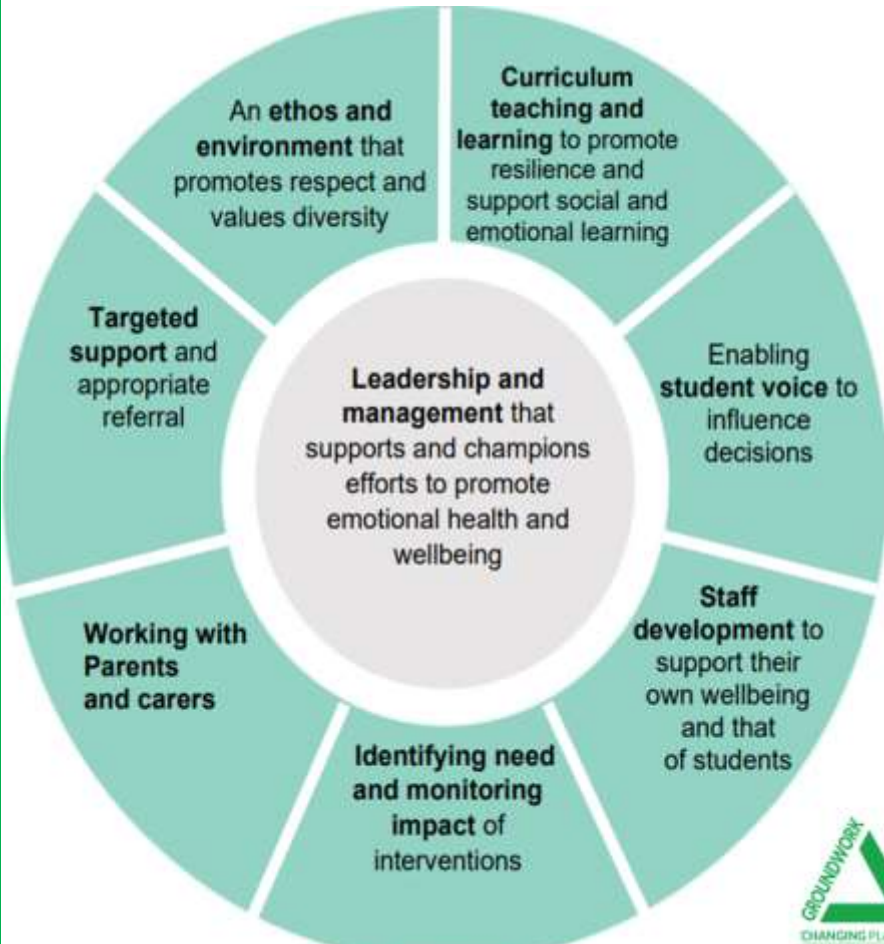 An ethos and
environment that
promotes respect and
values diversity
Curriculum
teaching and
learning to promote
resilience and
support social and
emotional learning
Enabling
student voice to
influence
decisions
Staff
development to
support their
own wellbeing
and that
of students
Identifying need
and monitoring
impact of
interventions
Working with
Parents
and carers
Targeted
support and
appropriate
referral
Leadership and
management that
supports and champions
efforts to promote
emotional health and
wellbeing
GROUNDWORK
CHANGING